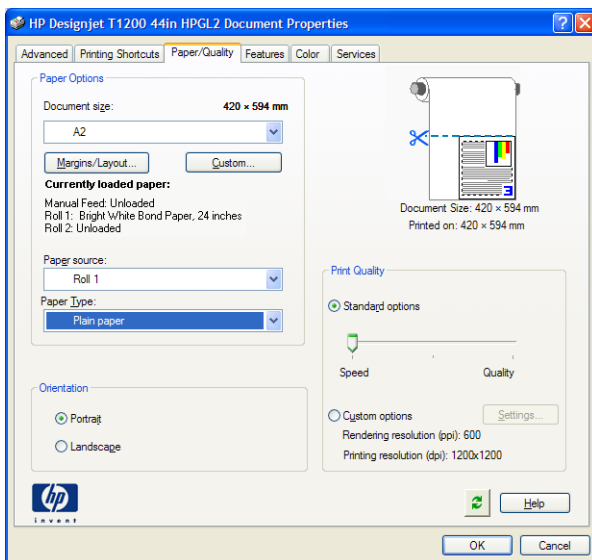 HP Designjet T1200 44in HPGL2 Document Properties
Advanced Printing Shortcuts Paper/Quality Features Color Services
Paper Options
Document size: 420 × 594 mm
A2
Margins/Layout... Custom...
Currently loaded paper:
Manual Feed: Unloaded
Roll 1: Bright White Bond Paper, 24 inches
Roll 2: Unloaded
Paper source:
Roll 1
Paper Type:
Plain paper
Orientation
Portrait
Landscape
3
Document Size: 420 × 594 mm
Printed on: 420 × 594 mm
Print Quality
Standard options
Speed Quality
Custom options Settings...
Rendering resolution (ppi): 600
Printing resolution (dpi): 1200x1200
hp
invent
Help
OK Cancel